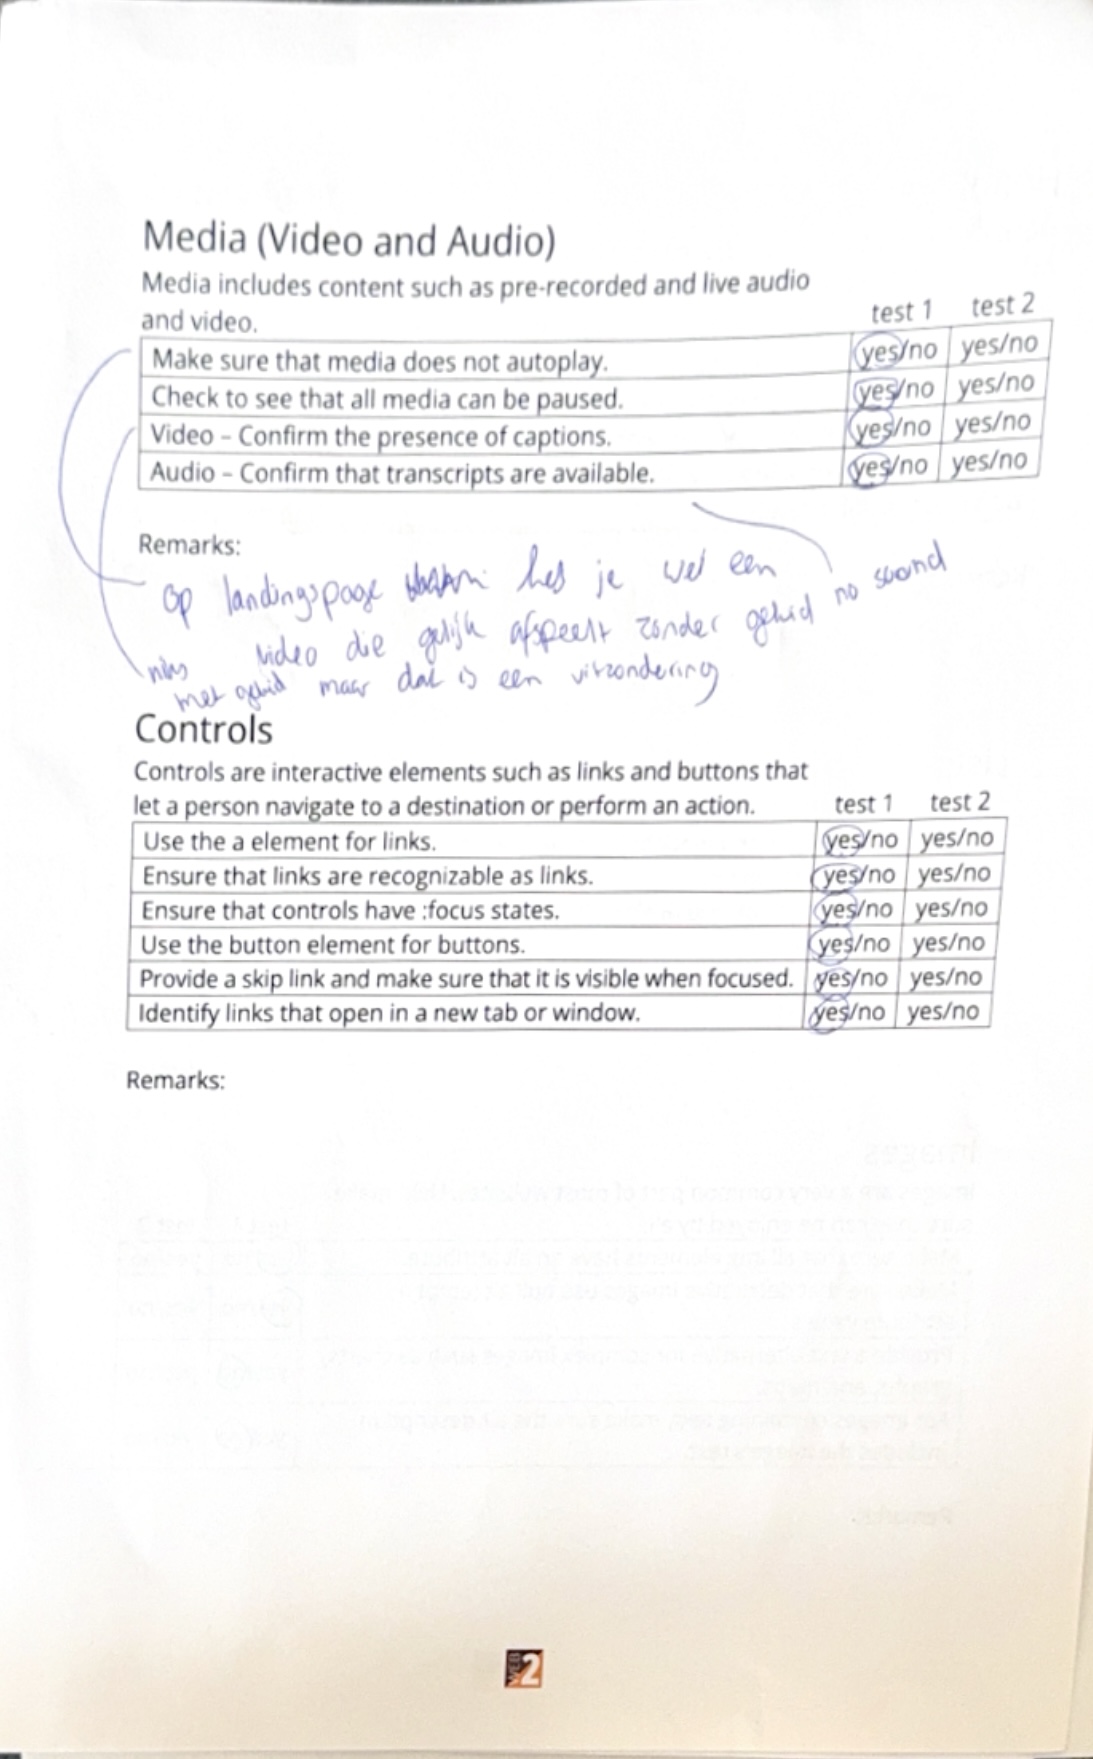 Media (Video and Audio)
Media includes content such as pre-recorded and live audio
and video. test 1 test 2
Make sure that media does not autoplay. yes/no yes/no
Check to see that all media can be paused. yes/no yes/no
Video – Confirm the presence of captions. yes/no yes/no
Audio – Confirm that transcripts are available. yes/no yes/no
Remarks:
op landingspage heb je wel een
video die gelijk afspeelt zonder geluid no sound
niks
met geluid maar dat is een uitzondering
Controls
Controls are interactive elements such as links and buttons that
let a person navigate to a destination or perform an action. test 1 test 2
Use the a element for links. yes/no yes/no
Ensure that links are recognizable as links. yes/no yes/no
Ensure that controls have :focus states. yes/no yes/no
Use the button element for buttons. yes/no yes/no
Provide a skip link and make sure that it is visible when focused. yes/no yes/no
Identify links that open in a new tab or window. yes/no yes/no
Remarks:
WEB 2